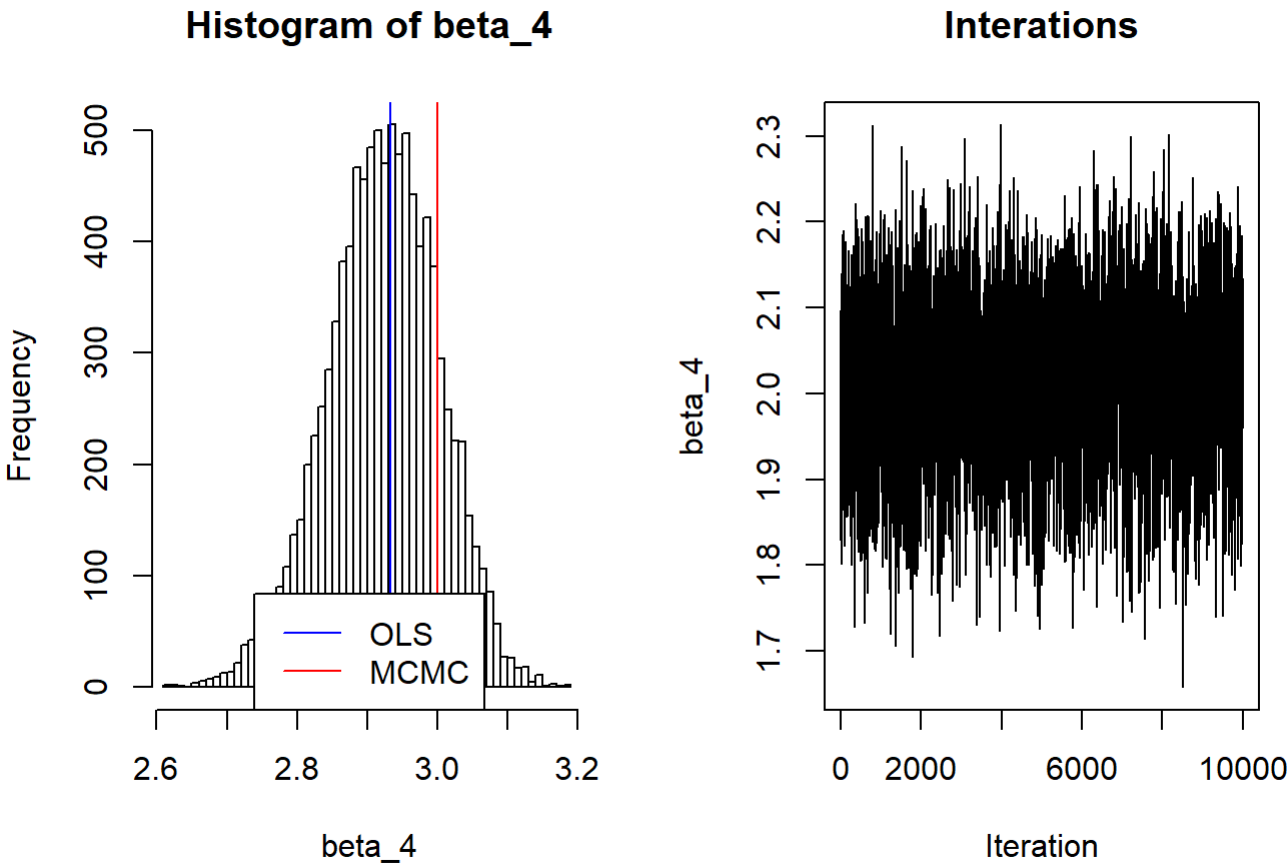 Histogram of beta_4
Frequency
500
400
300
200
100
0
OLS
MCMC
2.6 2.8 3.0 3.2
beta_4
Interations
beta_4
2.3
2.2
2.1
2.0
1.9
1.8
1.7
0 2000 6000 10000
Iteration